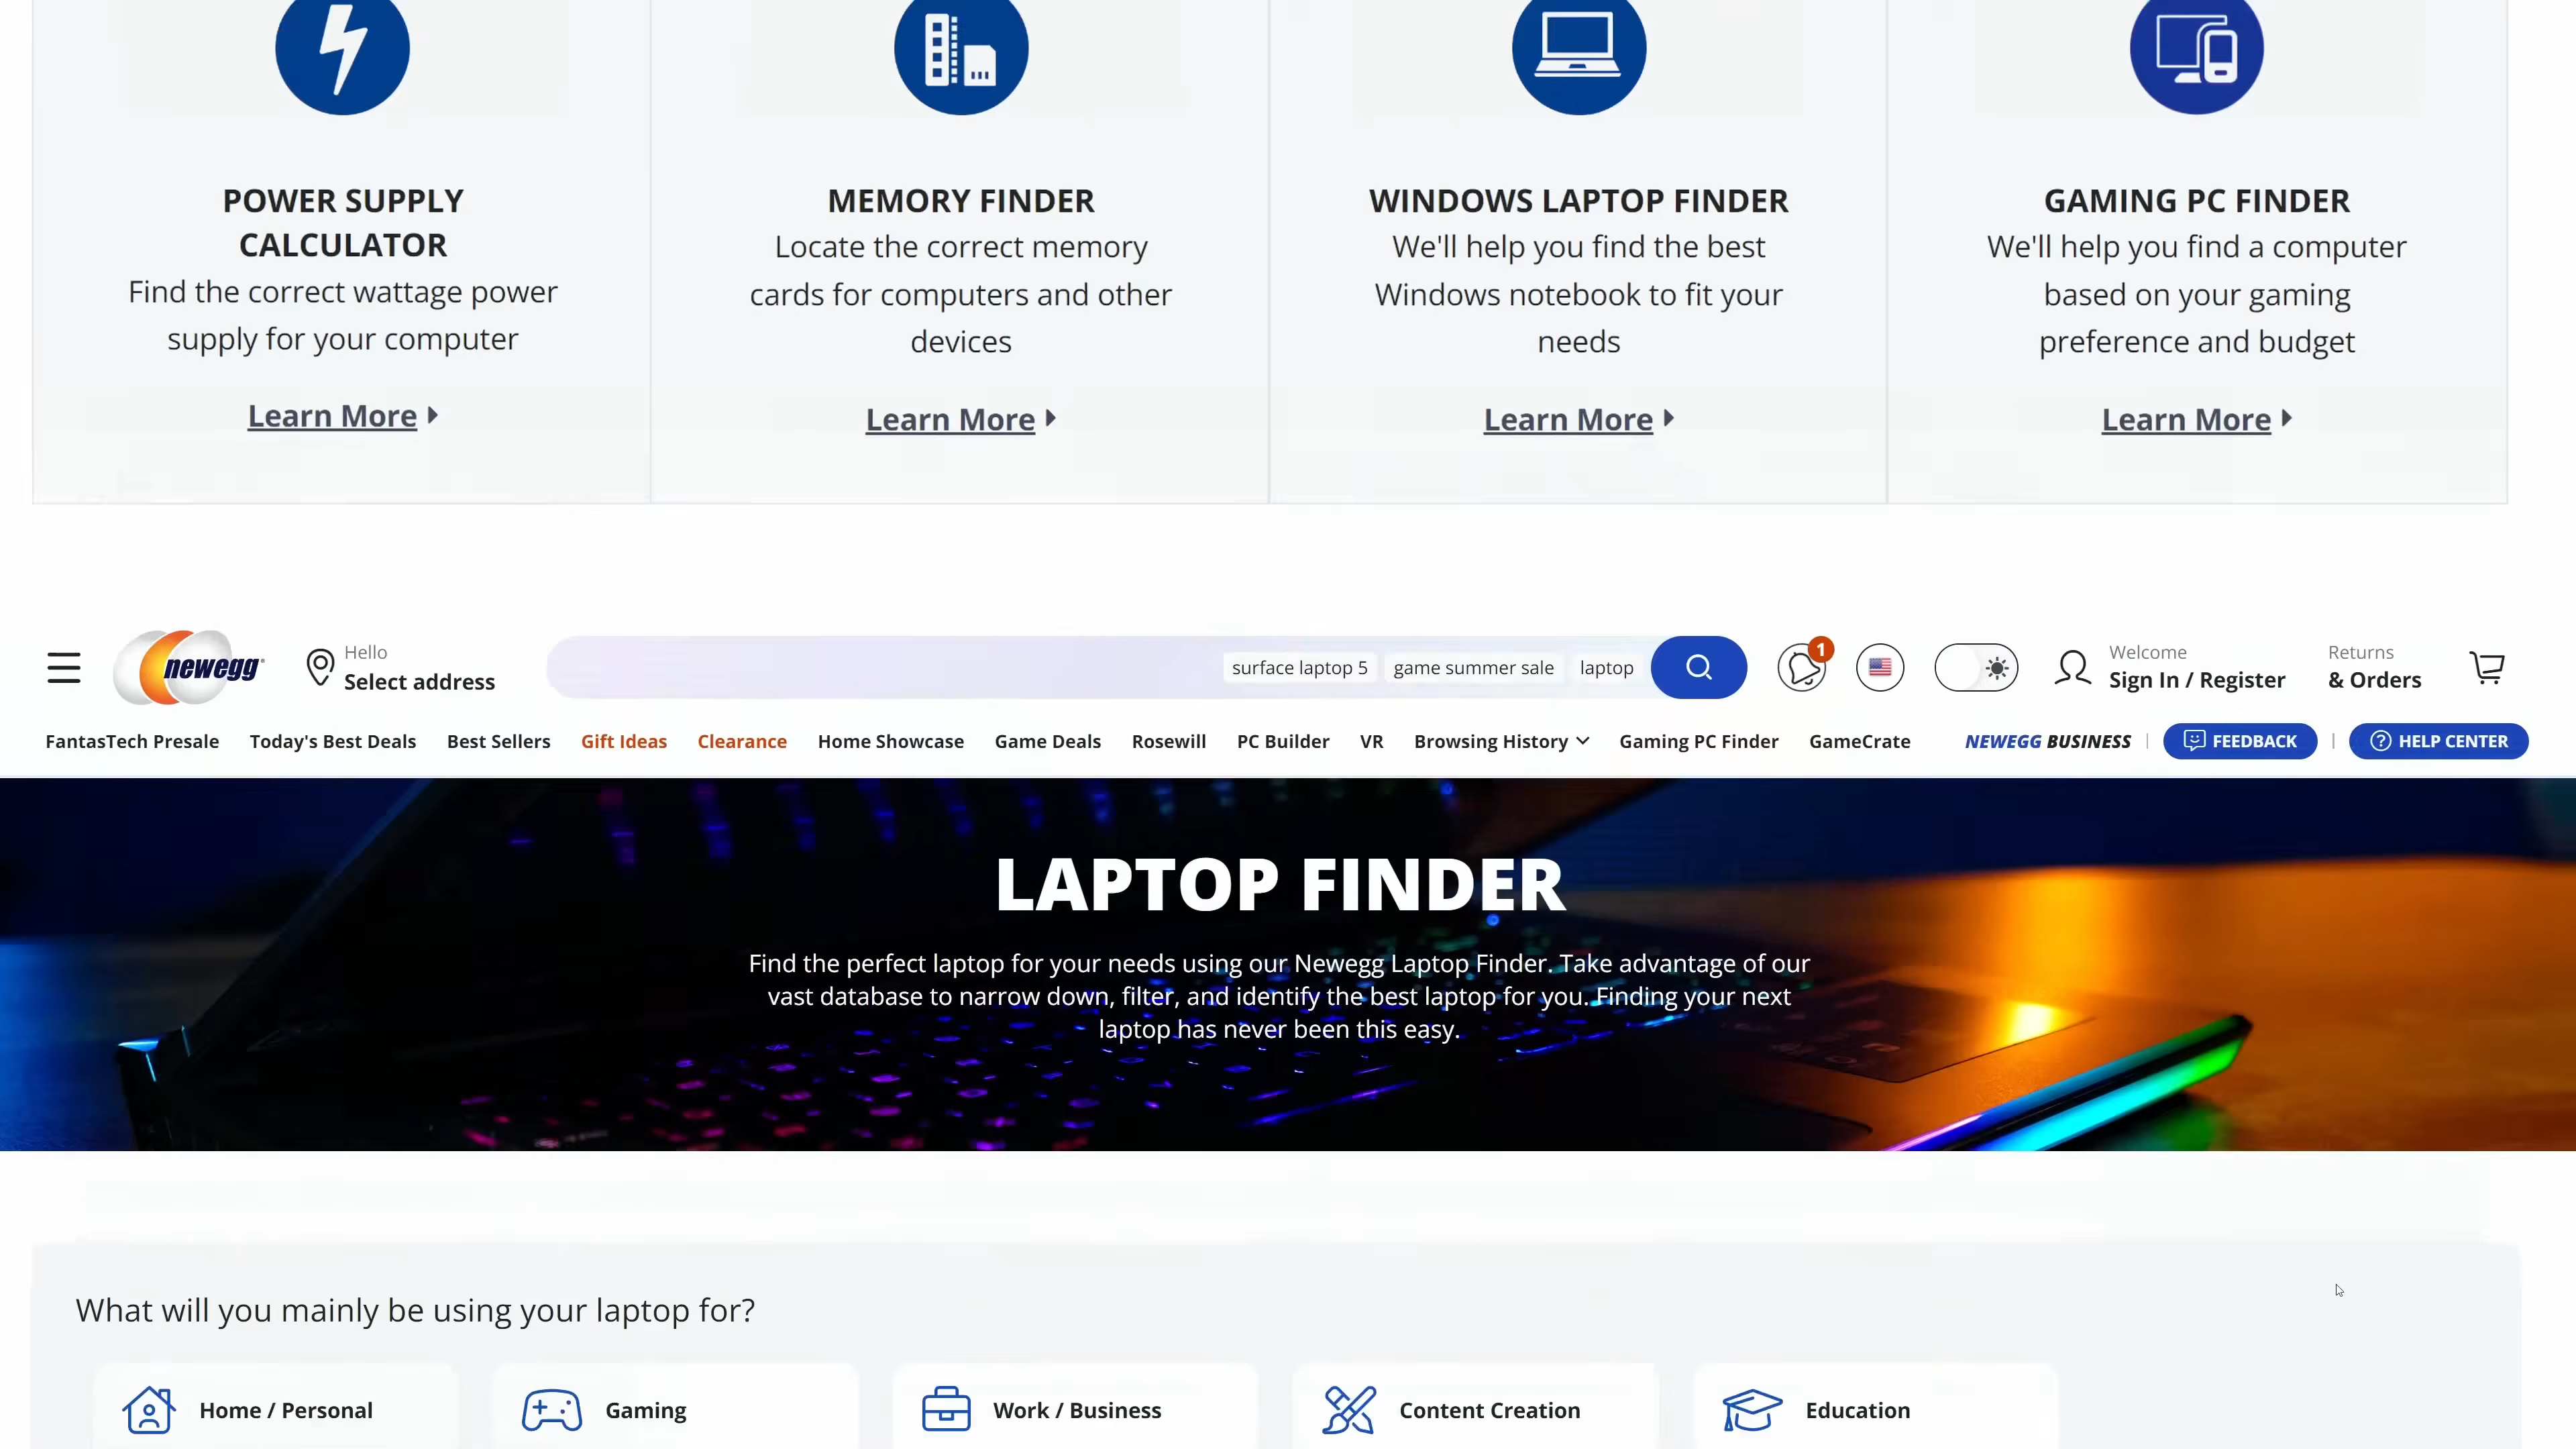 POWER SUPPLY
CALCULATOR
Find the correct wattage power
supply for your computer
Learn More
MEMORY FINDER
Locate the correct memory
cards for computers and other
devices
Learn More
WINDOWS LAPTOP FINDER
We'll help you find the best
Windows notebook to fit your
needs
Learn More
GAMING PC FINDER
We'll help you find a computer
based on your gaming
preference and budget
Learn More
newegg
Hello
Select address
surface laptop 5
game summer sale
laptop
1
Welcome
Sign In / Register
Returns
& Orders
FantasTech Presale
Today's Best Deals
Best Sellers
Gift Ideas
Clearance
Home Showcase
Game Deals
Rosewill
PC Builder
VR
Browsing History
Gaming PC Finder
GameCrate
NEWEGG BUSINESS
FEEDBACK
HELP CENTER
LAPTOP FINDER
Find the perfect laptop for your needs using our Newegg Laptop Finder. Take advantage of our
vast database to narrow down, filter, and identify the best laptop for you. Finding your next
laptop has never been this easy.
What will you mainly be using your laptop for?
Home / Personal
Gaming
Work / Business
Content Creation
Education